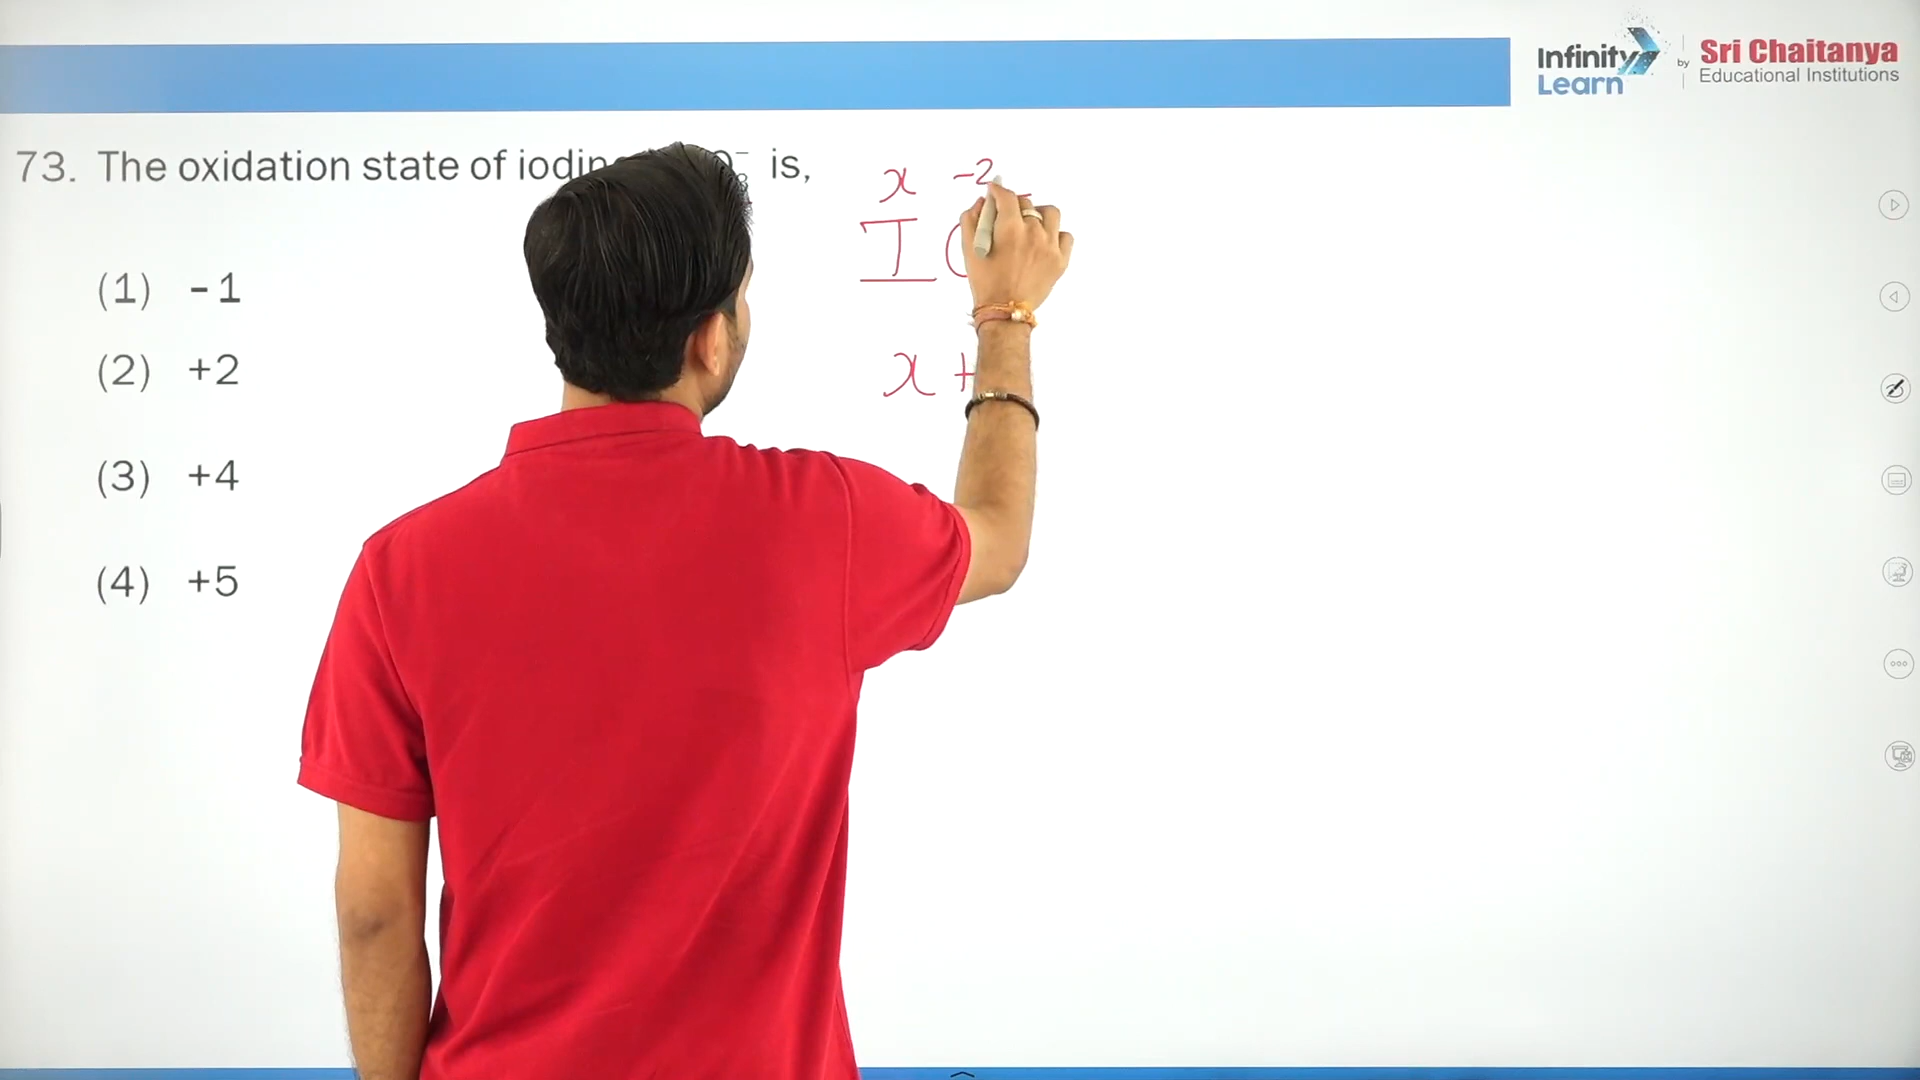 Infinity Learn by Sri Chaitanya Educational Institutions
73. The oxidation state of is,
(1) -1
(2) +2
(3) +4
(4) +5
x -2
I
x +